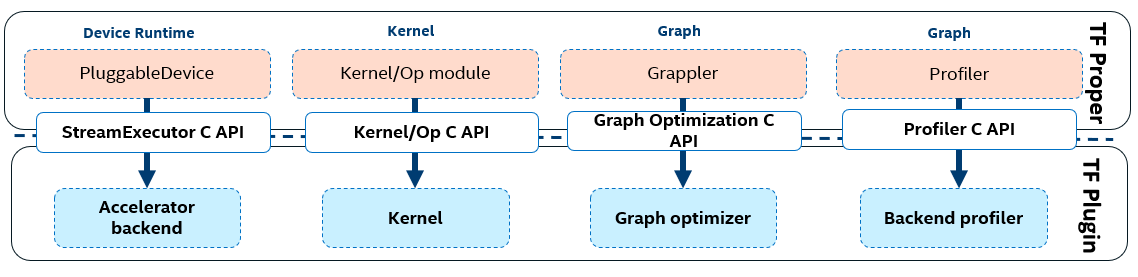 Device Runtime
Kernel
Graph
Graph
PluggableDevice
Kernel/Op module
Grappler
Profiler
TF Proper
StreamExecutor C API
Kernel/Op C API
Graph Optimization C
API
Profiler C API
Accelerator
backend
Kernel
Graph optimizer
Backend profiler
TF Plugin